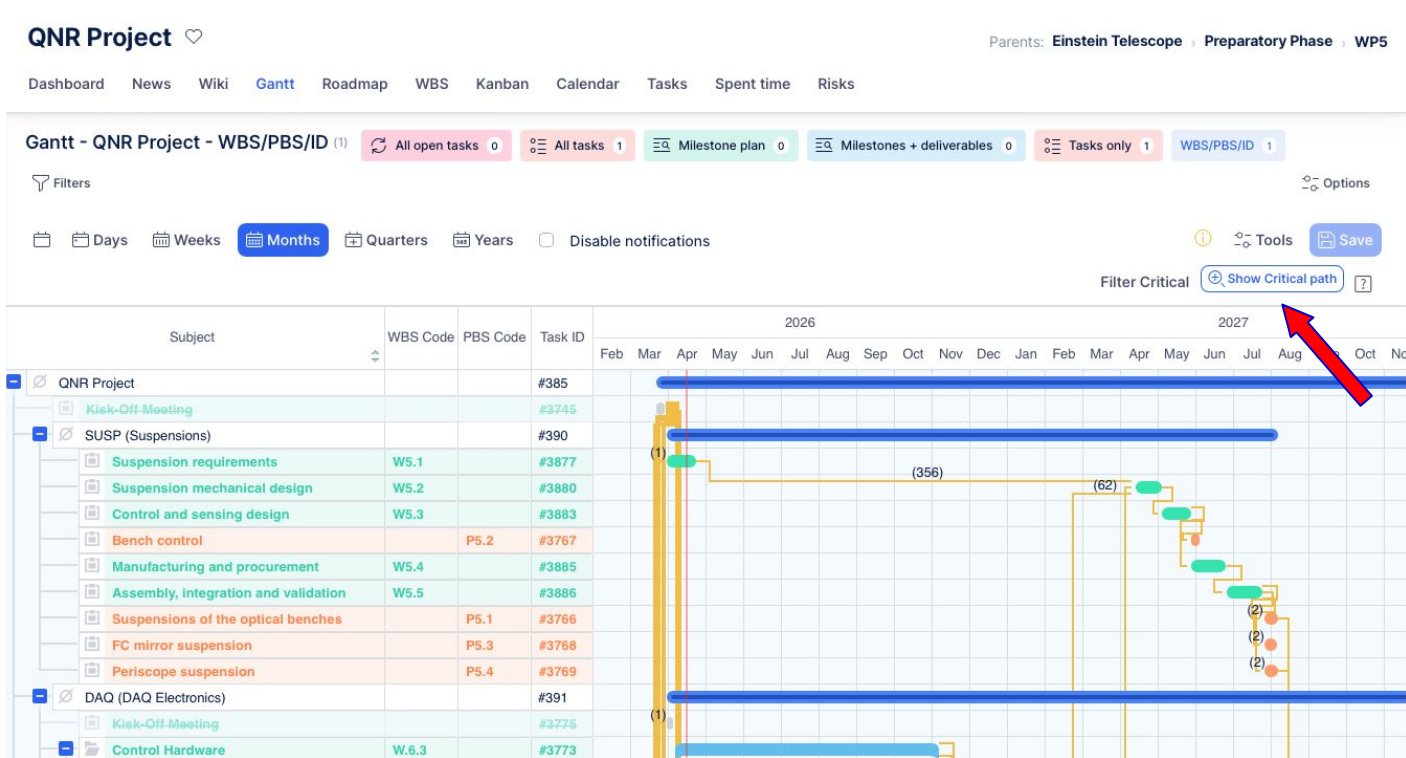 QNR Project
Parents: Einstein Telescope › Preparatory Phase › WP5
Dashboard News Wiki Gantt Roadmap WBS Kanban Calendar Tasks Spent time Risks
Gantt - QNR Project - WBS/PBS/ID (1) All open tasks 0 All tasks 1 Milestone plan 0 Milestones + deliverables 0 Tasks only 1 WBS/PBS/ID 1
Filters Options
Days Weeks Months Quarters 365 Years Disable notifications Tools Save
Filter Critical Show Critical path ?
2026 2027
Subject WBS Code PBS Code Task ID
Feb Mar Apr May Jun Jul Aug Sep Oct Nov Dec Jan Feb Mar Apr May Jun Jul Aug Oct No
QNR Project #385
Kisk-Off Meeting #3745
SUSP (Suspensions) #390
(1)
Suspension requirements W5.1 #3877
(356)
Suspension mechanical design W5.2 #3880 (62)
Control and sensing design W5.3 #3883
Bench control P5.2 #3767
Manufacturing and procurement W5.4 #3885
Assembly, integration and validation W5.5 #3886
(2)
Suspensions of the optical benches P5.1 #3766
(2)
FC mirror suspension P5.3 #3768
(2)
Periscope suspension P5.4 #3769
DAQ (DAQ Electronics) #391
(1)
Kisk-Off Meeting #3775
Control Hardware W.6.3 #3773